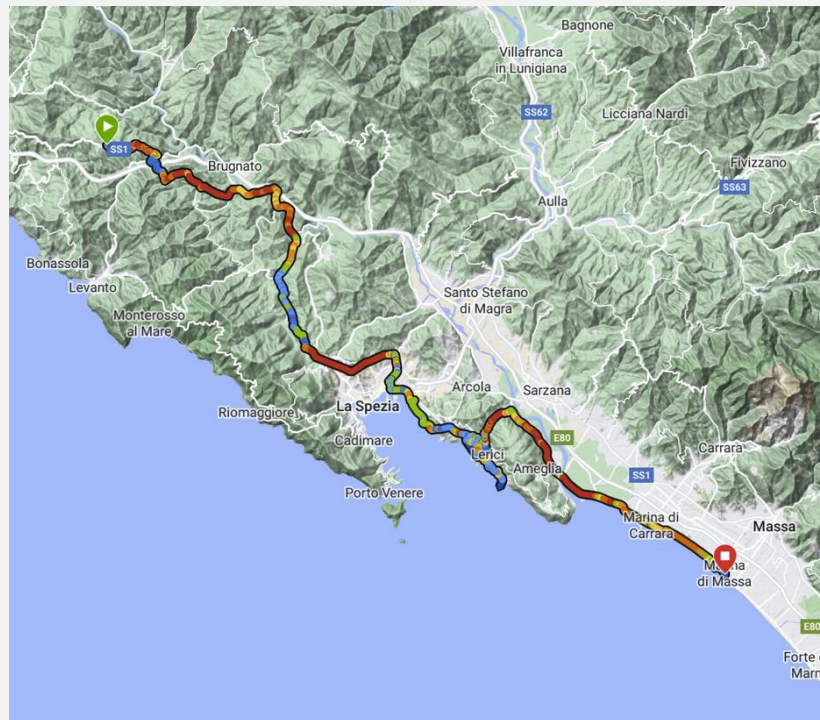 Bagnone
Villafranca
in Lunigiana
SS62
Licciana Nardi
SS1
Fivizzano
Brugnato
SS63
Aulla
Bonassola
Levanto
Santo Stefano
di Magra
Monterosso
al Mare
Arcola
Sarzana
La Spezia
Riomaggiore
E80
Cadimare
Lerici
Carrara
Ameglia
SS1
Porto Venere
Marina di
Carrara
Massa
di Massa
E80
Forte